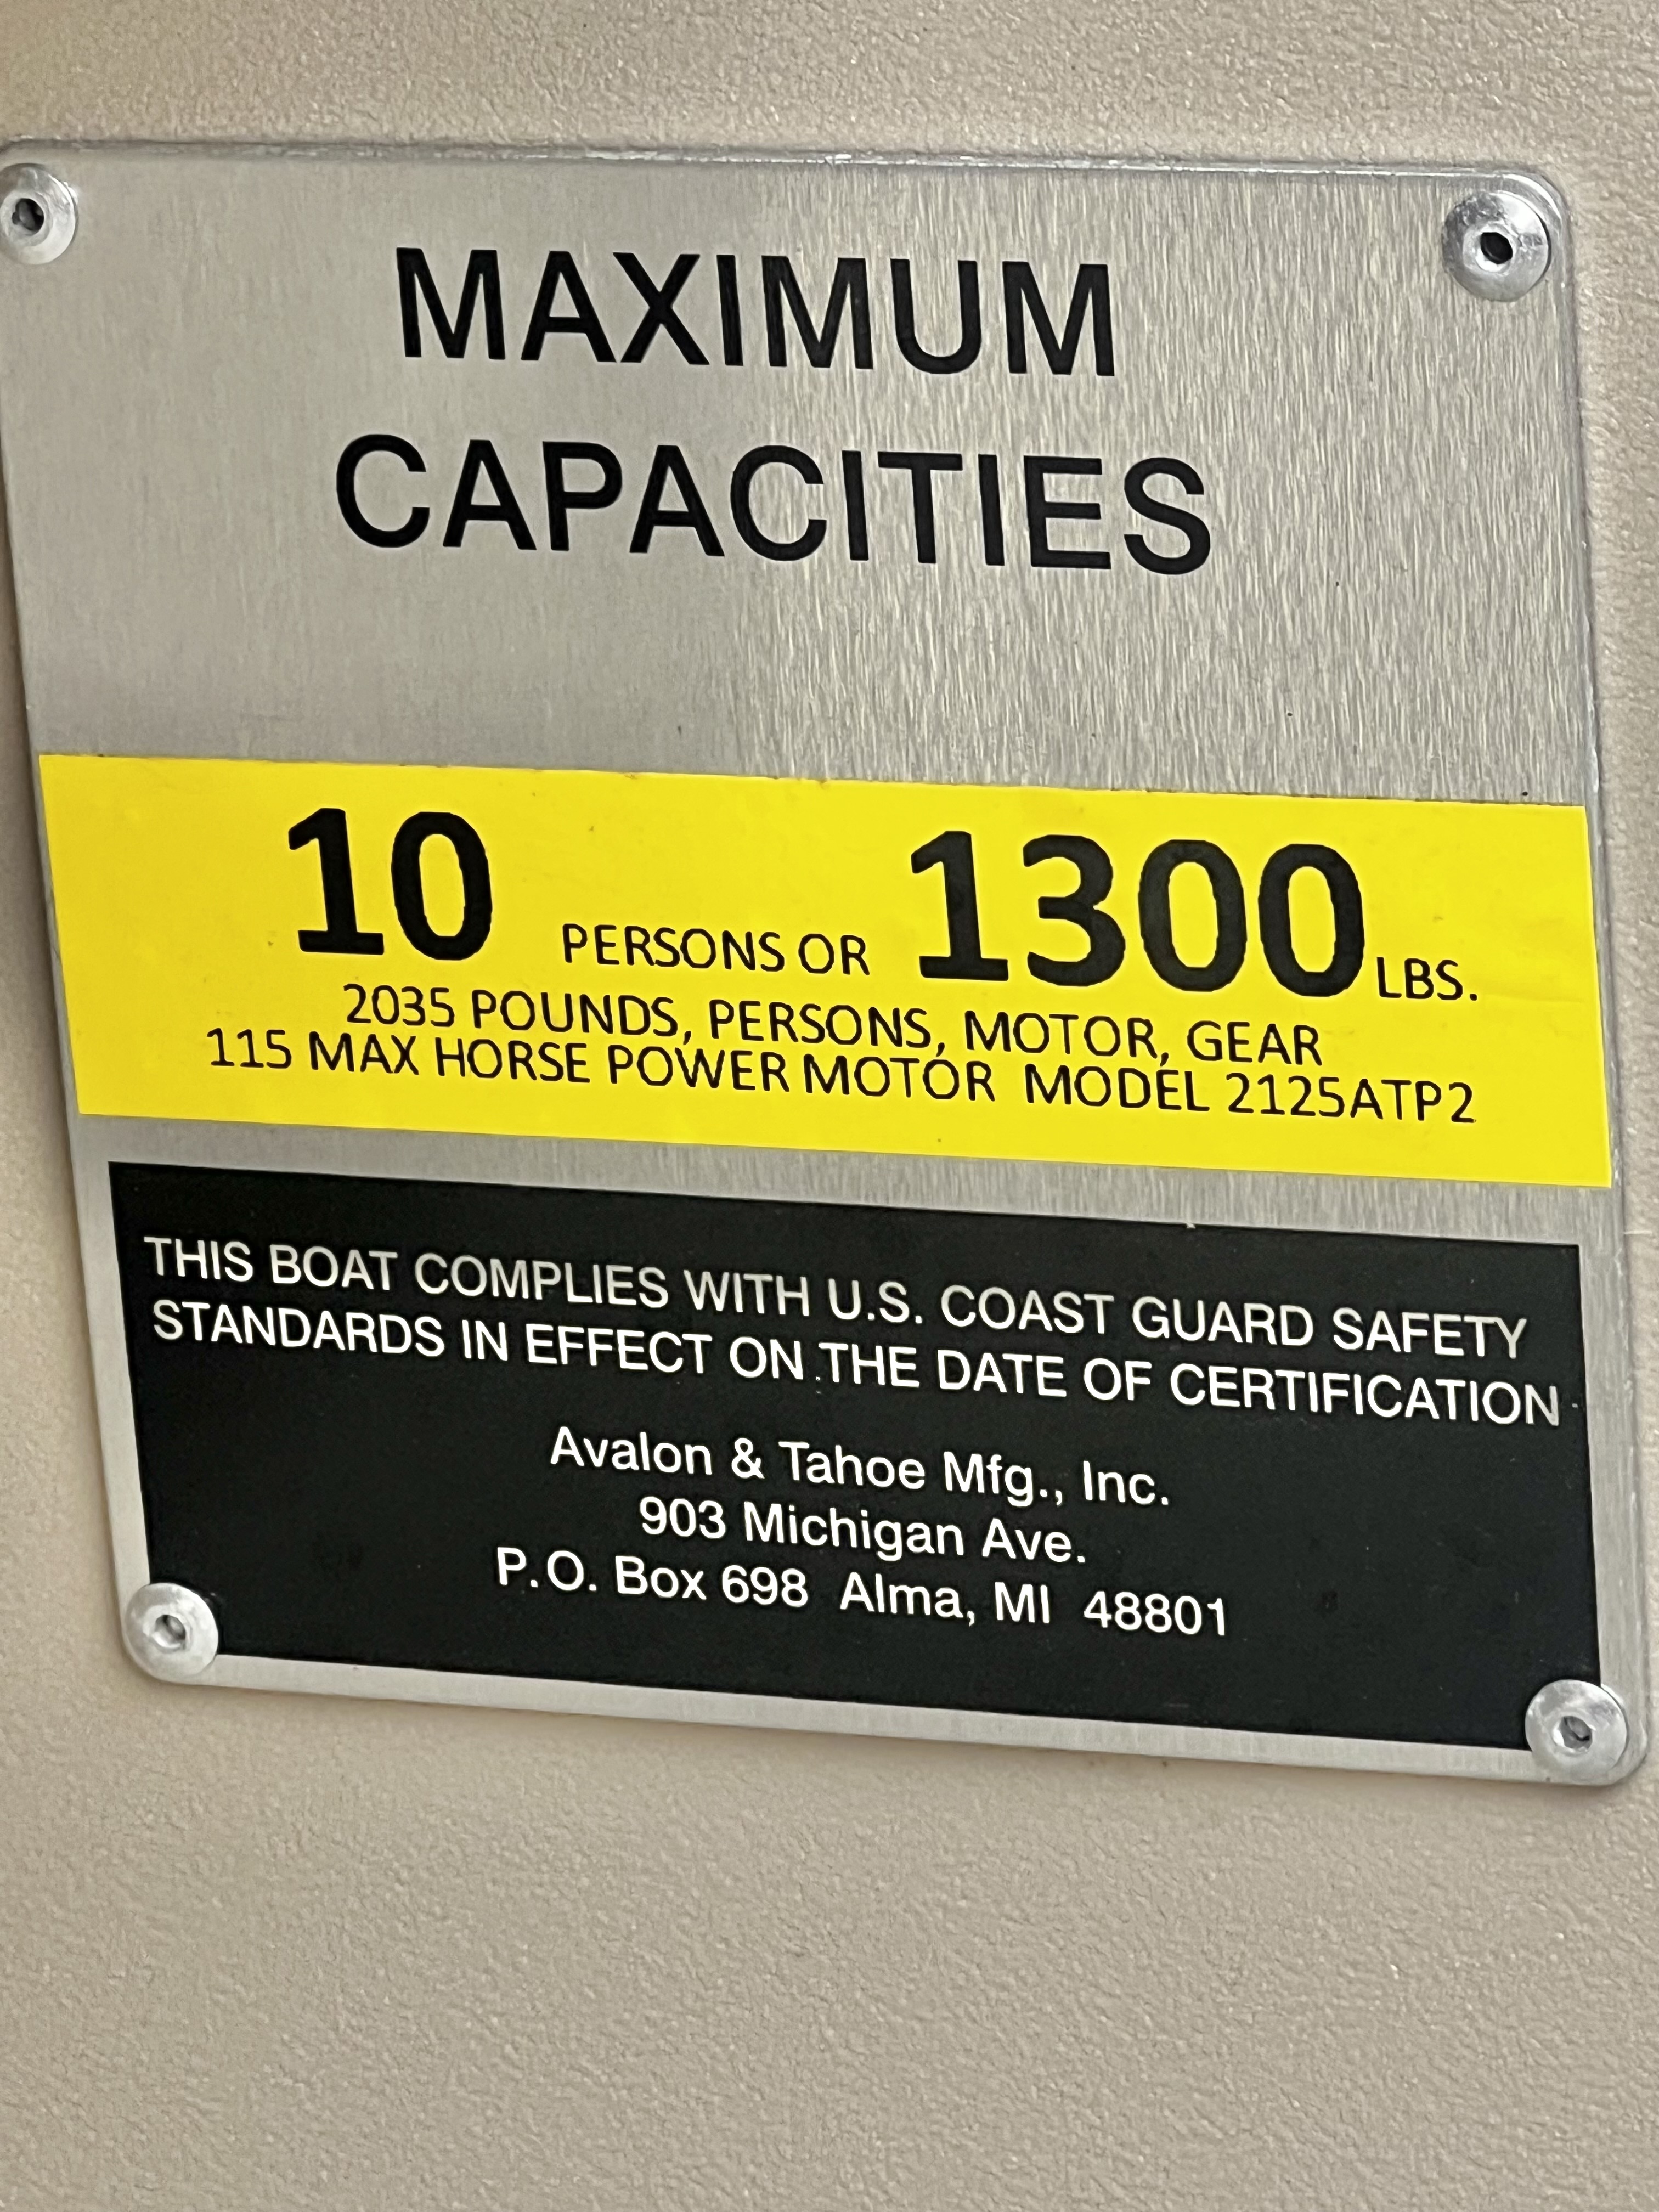 MAXIMUM
CAPACITIES
10 PERSONS OR 1300 LBS.
2035 POUNDS, PERSONS, MOTOR, GEAR
115 MAX HORSE POWER MOTOR MODEL 2125ATP2
THIS BOAT COMPLIES WITH U.S. COAST GUARD SAFETY
STANDARDS IN EFFECT ON THE DATE OF CERTIFICATION
Avalon & Tahoe Mfg., Inc.
903 Michigan Ave.
P.O. Box 698 Alma, MI 48801